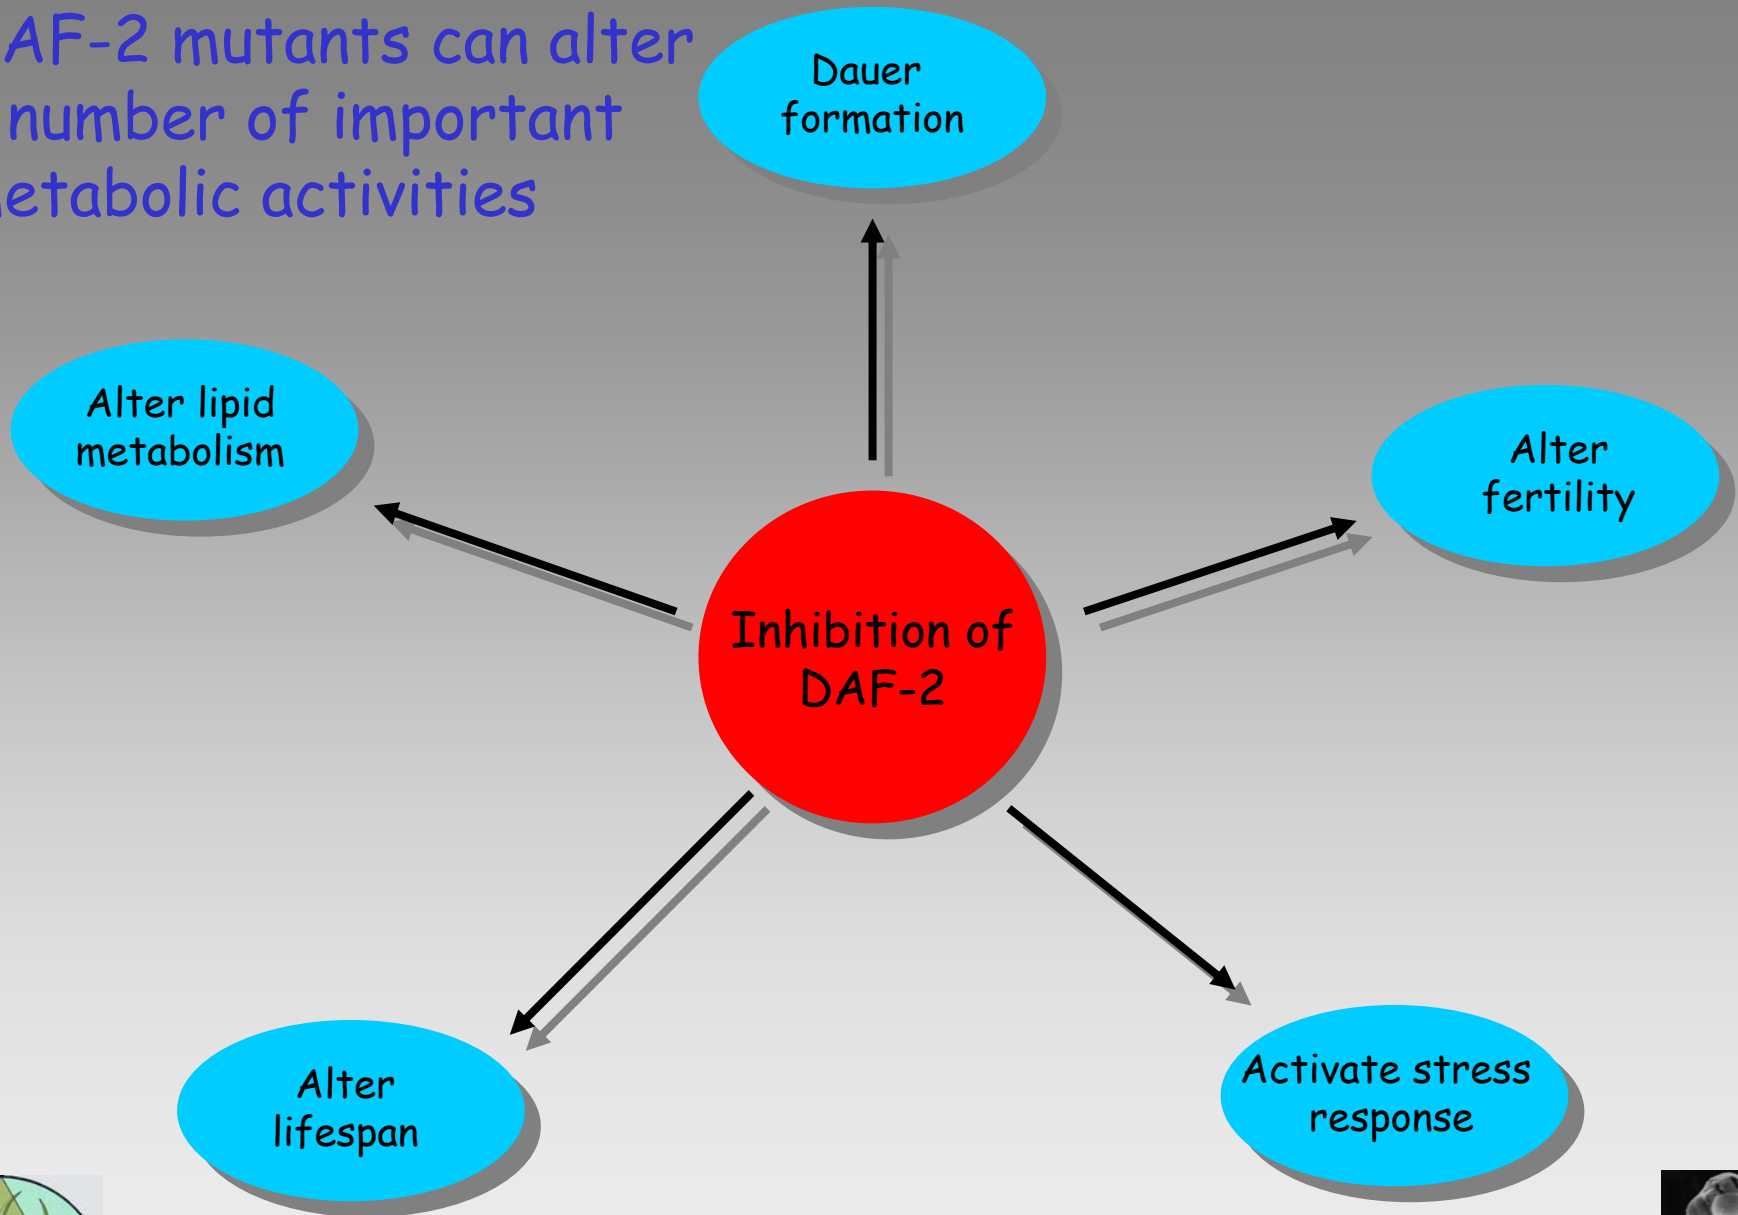 AF-2 mutants can alter
number of important
etabolic activities
Dauer
formation
Alter lipid
metabolism
Alter
fertility
Inhibition of
DAF-2
Alter
lifespan
Activate stress
response